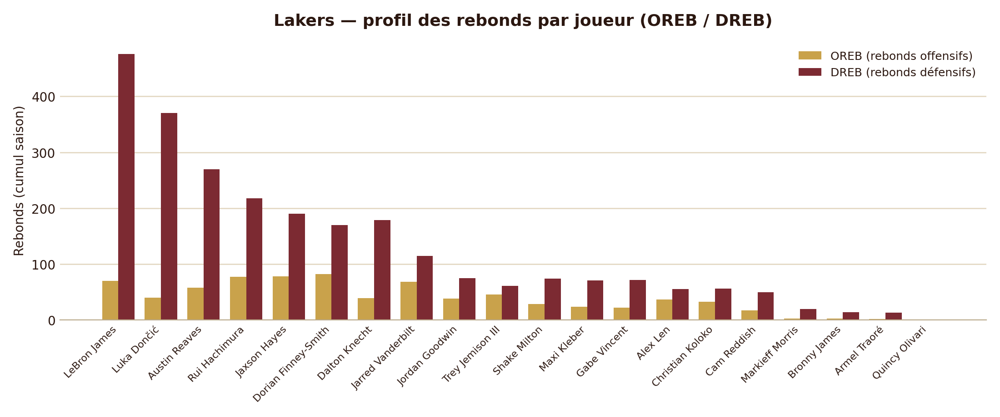 Lakers — profil des rebonds par joueur (OREB / DREB)
OREB (rebonds offensifs)
DREB (rebonds défensifs)
Rebonds (cumul saison)
400
300
200
100
0
LeBron James
Luka Dončić
Austin Reaves
Rui Hachimura
Jaxson Hayes
Dorian Finney-Smith
Dalton Knecht
Jarred Vanderbilt
Jordan Goodwin
Trey Jemison III
Shake Milton
Maxi Kleber
Gabe Vincent
Alex Len
Christian Koloko
Cam Reddish
Markieff Morris
Bronny James
Armel Traoré
Quincy Olivari